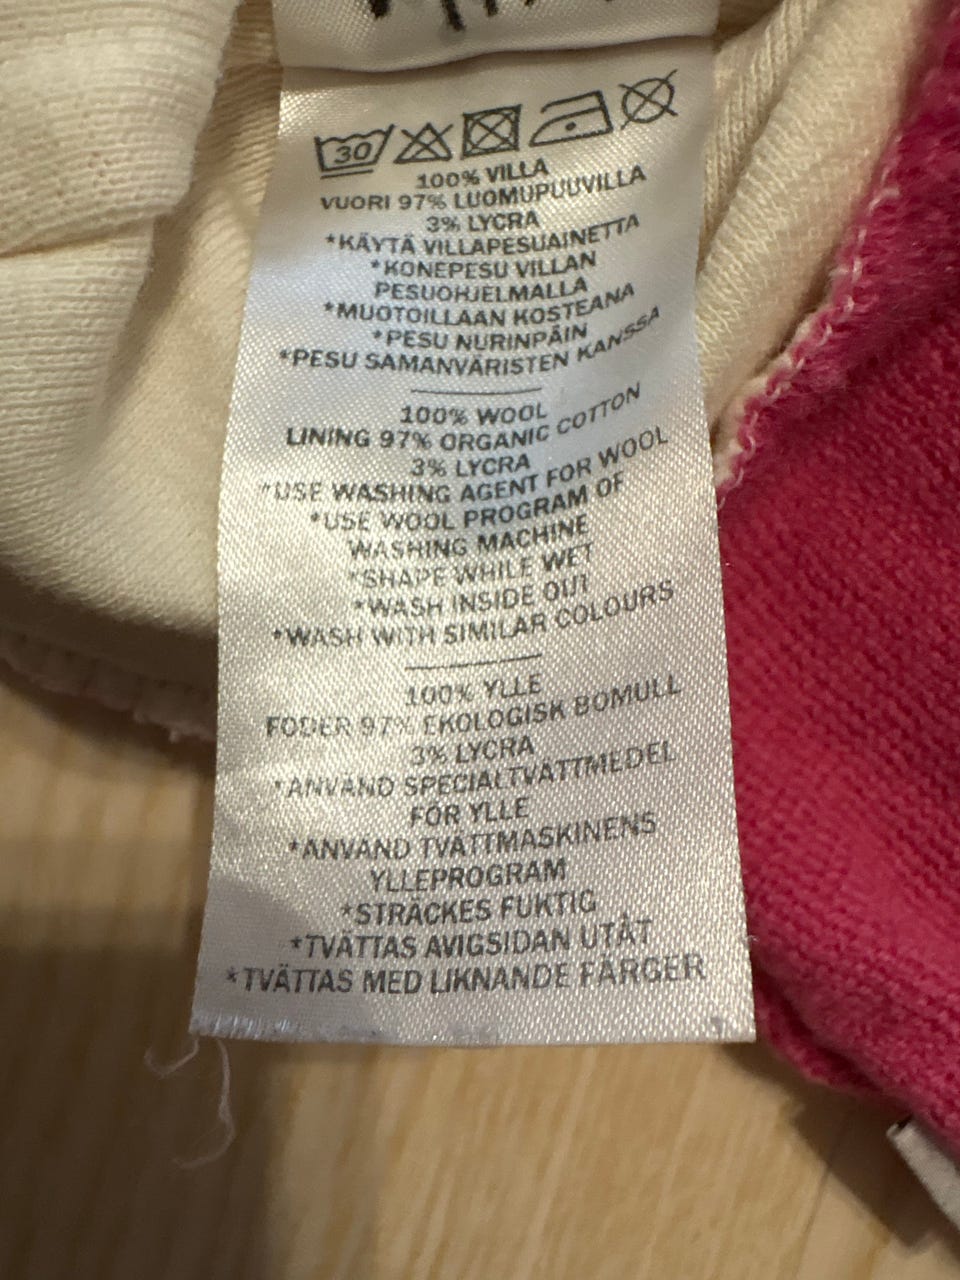 30
100% VILLA
VUORI 97% LUOMUPUUVILLA
3% LYCRA
*KÄYTÄ VILLAPESUAINETTA
*KONEPESU VILLAN
PESUOHJELMALLA
*MUOTOILLAAN KOSTEANA
*PESU NURINPÄIN
*PESU SAMANVÄRISTEN KANSSA
100% WOOL
LINING 97% ORGANIC COTTON
3% LYCRA
*USE WASHING AGENT FOR WOOL
*USE WOOL PROGRAM OF
WASHING MACHINE
*SHAPE WHILE WET
*WASH INSIDE OUT
*WASH WITH SIMILAR COLOURS
100% YLLE
FODER 97% EKOLOGISK BOMULL
3% LYCRA
*ANVÄND SPECIALTVÄTTMEDEL
FÖR YLLE
*ANVÄND TVÄTTMASKINENS
YLLEPROGRAM
*STRÄCKES FUKTIG
*TVÄTTAS AVIGSIDAN UTÅT
*TVÄTTAS MED LIKNANDE FÄRGER